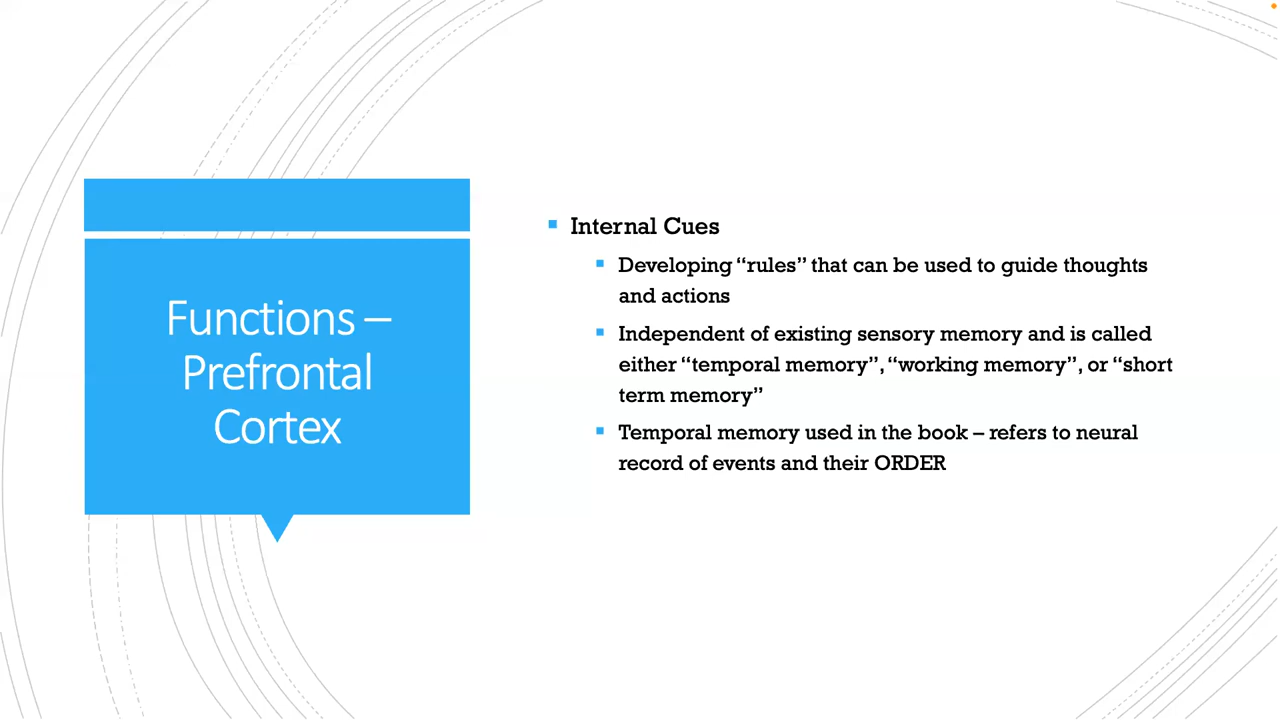 Functions –
Prefrontal
Cortex
Internal Cues
Developing “rules” that can be used to guide thoughts
and actions
Independent of existing sensory memory and is called
either “temporal memory”, “working memory”, or “short
term memory”
Temporal memory used in the book – refers to neural
record of events and their ORDER